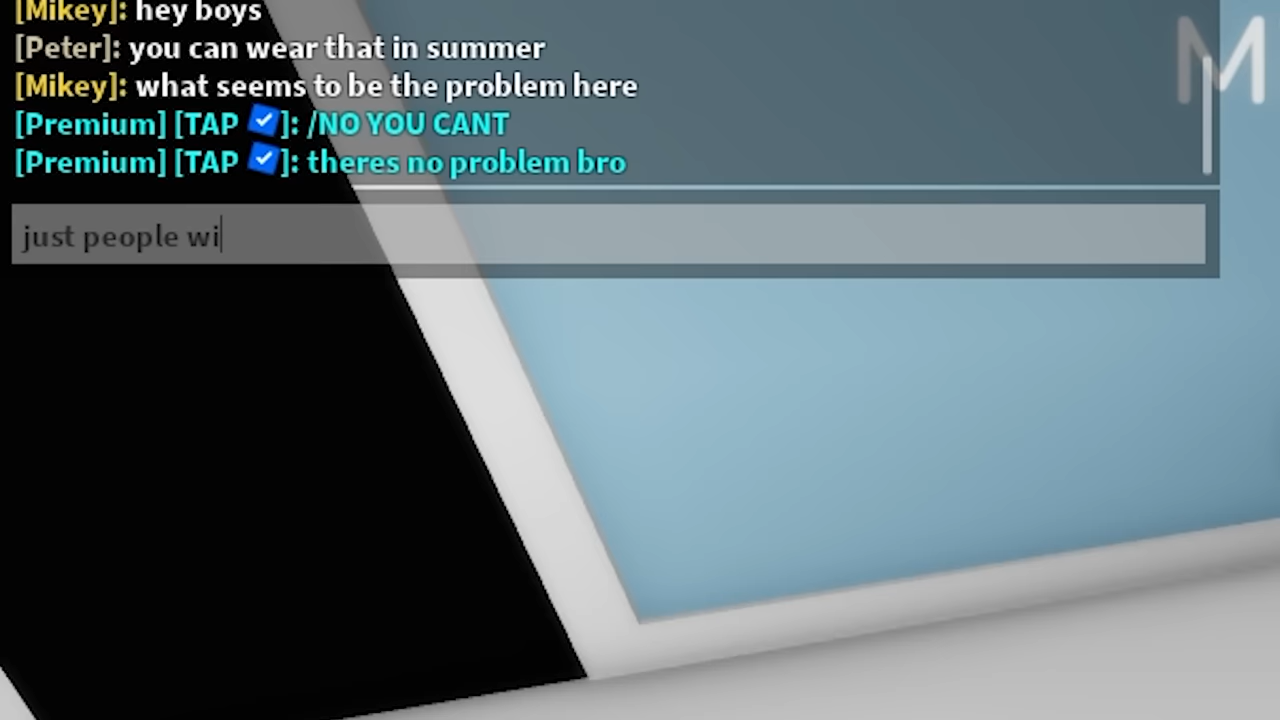 [Mikey]: hey boys
[Peter]: you can wear that in summer
[Mikey]: what seems to be the problem here
[Premium] [TAP ☑]: /NO YOU CANT
[Premium] [TAP ☑]: theres no problem bro
just people wi
M